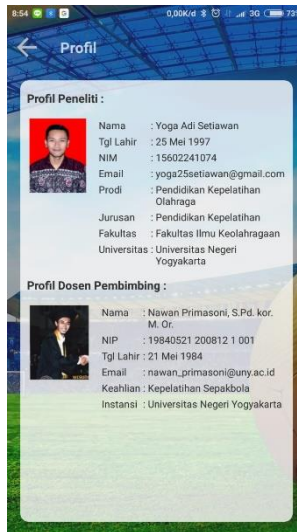 8:54 0,00K/d 3G 73%
Profil
Profil Peneliti :
Nama : Yoga Adi Setiawan
Tgl Lahir : 25 Mei 1997
NIM : 15602241074
Email : yoga25setiawan@gmail.com
Prodi : Pendidikan Kepelatihan
Olahraga
Jurusan : Pendidikan Kepelatihan
Fakultas : Fakultas Ilmu Keolahragaan
Universitas : Universitas Negeri
Yogyakarta
Profil Dosen Pembimbing :
Nama : Nawan Primasoni, S.Pd. kor.
M. Or.
NIP : 19840521 200812 1 001
Tgl Lahir : 21 Mei 1984
Email : nawan_primasoni@uny.ac.id
Keahlian : Kepelatihan Sepakbola
Instansi : Universitas Negeri Yogyakarta